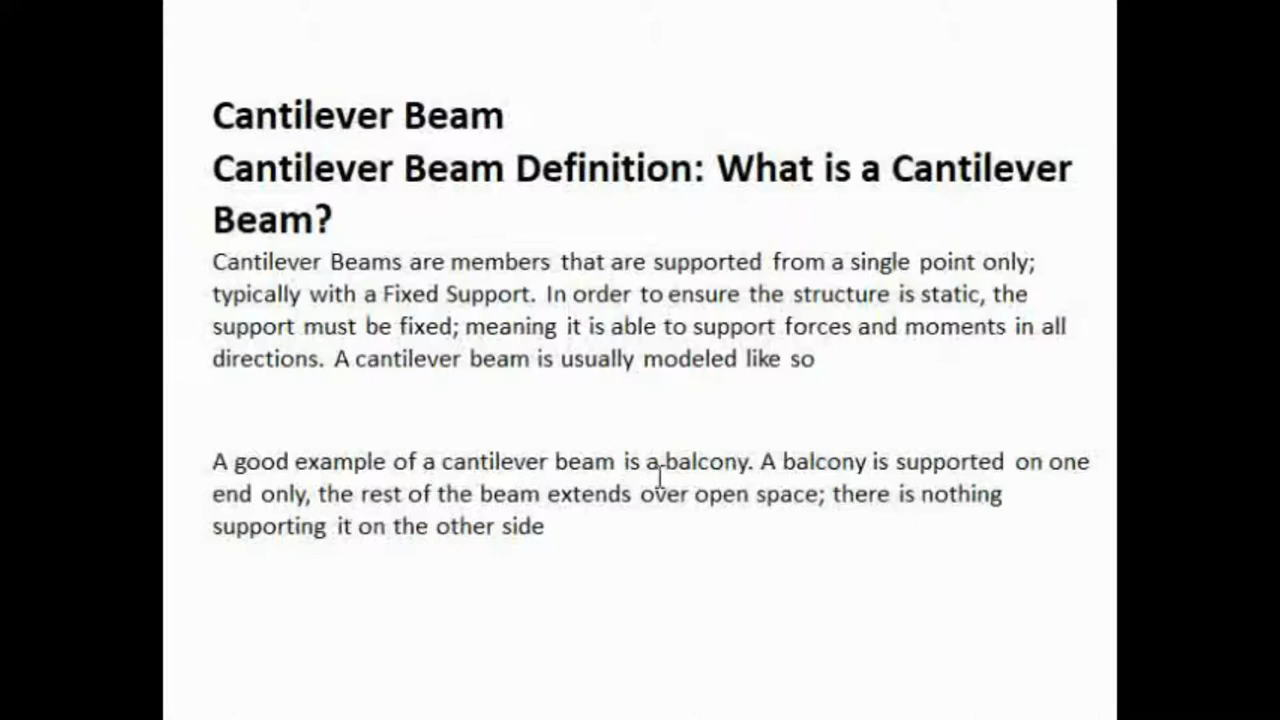 Cantilever Beam
Cantilever Beam Definition: What is a Cantilever
Beam?
Cantilever Beams are members that are supported from a single point only;
typically with a Fixed Support. In order to ensure the structure is static, the
support must be fixed; meaning it is able to support forces and moments in all
directions. A cantilever beam is usually modeled like so
A good example of a cantilever beam is a balcony. A balcony is supported on one
end only, the rest of the beam extends over open space; there is nothing
supporting it on the other side